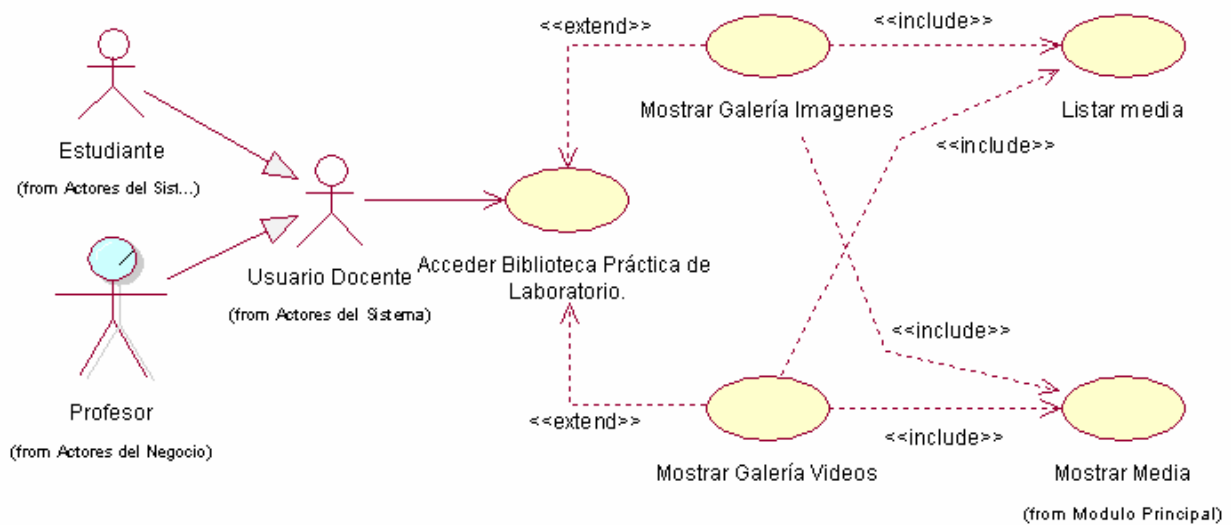 <<extend>>
<<include>>
Mostrar Galería Imagenes
Listar media
<<include>>
Estudiante
(from Actores del Sist...)
Usuario Docente
(from Actores del Sistema)
Acceder Biblioteca Práctica de
Laboratorio.
Profesor
(from Actores del Negocio)
<<include>>
<<extend>>
<<include>>
Mostrar Galería Videos
Mostrar Media
(from Modulo Principal)